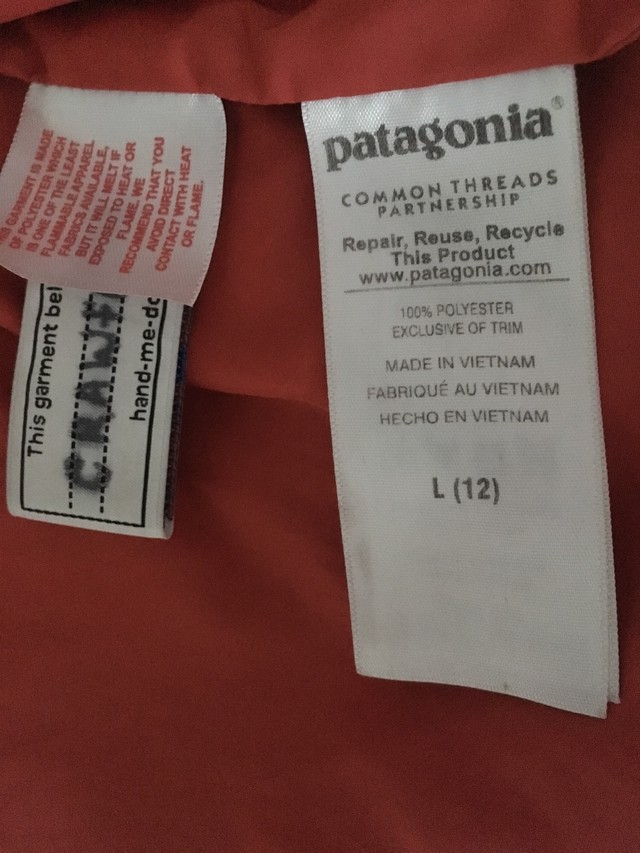 THIS GARMENT IS MADE
OF POLYESTER WHICH
IS ONE OF THE LEAST
FLAMMABLE APPAREL
FABRICS AVAILABLE,
BUT IT WILL MELT IF
EXPOSED TO HEAT OR
FLAME. WE
RECOMMEND THAT YOU
AVOID DIRECT
CONTACT WITH HEAT
OR FLAME.
This garment bel
CRAWF
hand-me-do
patagonia®
COMMON THREADS
PARTNERSHIP
Repair, Reuse, Recycle
This Product
www.patagonia.com
100% POLYESTER
EXCLUSIVE OF TRIM
MADE IN VIETNAM
FABRIQUÉ AU VIETNAM
HECHO EN VIETNAM
L (12)